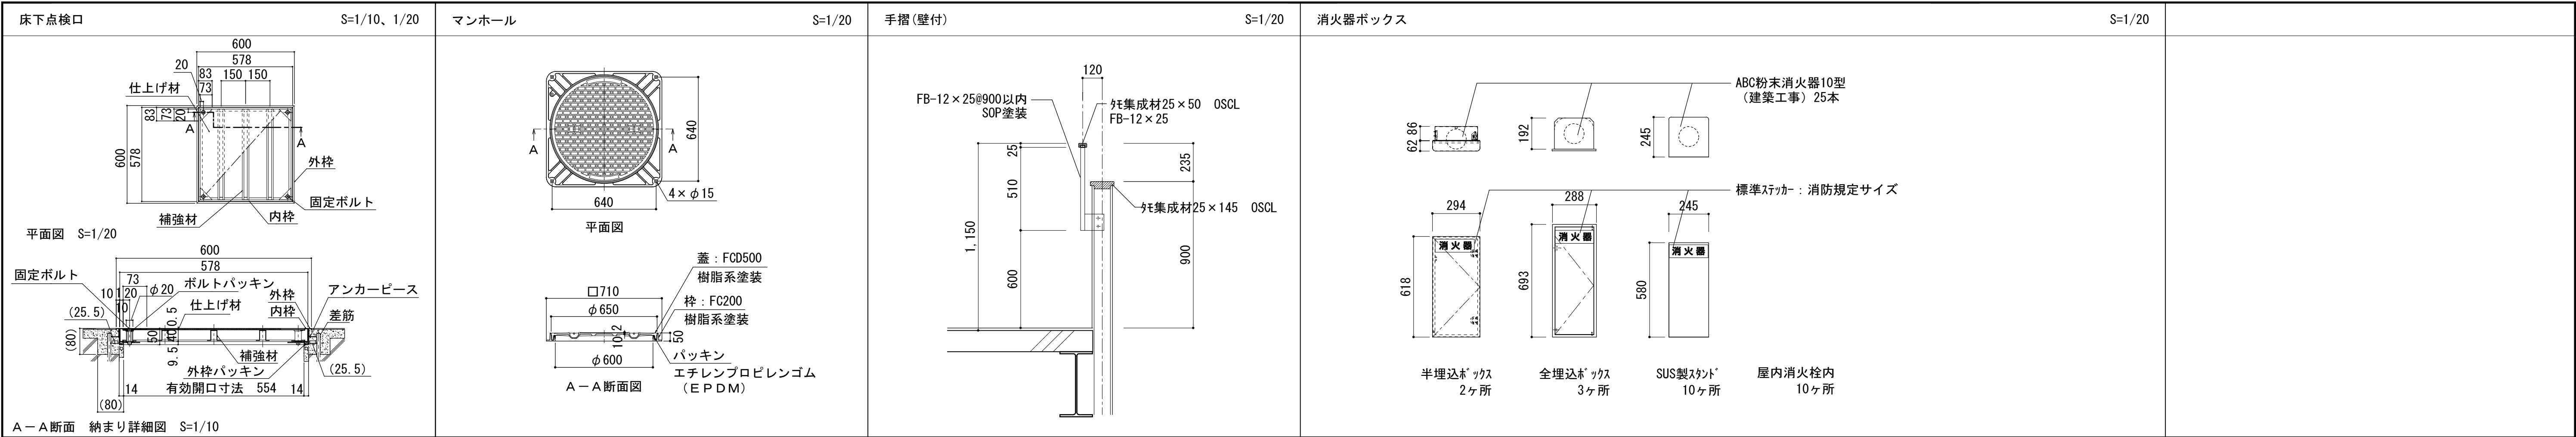 床下点検口 S=1/10、1/20
600
578
20
83 150 150
73
仕上げ材
83
73
20
A
A
600
578
外枠
固定ボルト
内枠
補強材
平面図 S=1/20
600
578
固定ボルト
73
ボルトパッキン
10 120 φ20
10
仕上げ材
外枠
内枠
アンカーピース
差筋
(25.5)
(80)
50
40
0.5
9.5
補強材
外枠パッキン
(25.5)
14 有効開口寸法 554 14
(80)
A－A断面 納まり詳細図 S=1/10
マンホール S=1/20
A
A
640
4×φ15
640
平面図
蓋：FCD500
樹脂系塗装
□710
枠：FC200
樹脂系塗装
φ650
10
2
50
φ600
パッキン
エチレンプロピレンゴム
(EPDM)
A－A断面図
手摺(壁付) S=1/20
120
FB-12×25@900以内
SOP塗装
ﾀﾓ集成材25×50 OSCL
FB-12×25
25
235
510
ﾀﾓ集成材25×145 OSCL
1,150
600
900
消火器ボックス S=1/20
ABC粉末消火器10型
(建築工事) 25本
86
62
192
245
標準ｽﾃｯｶｰ：消防規定サイズ
294
288
245
消火器
消火器
消火器
618
693
580
半埋込ﾎﾞｯｸｽ
2ヶ所
全埋込ﾎﾞｯｸｽ
3ヶ所
SUS製ｽﾀﾝﾄﾞ
10ヶ所
屋内消火栓内
10ヶ所